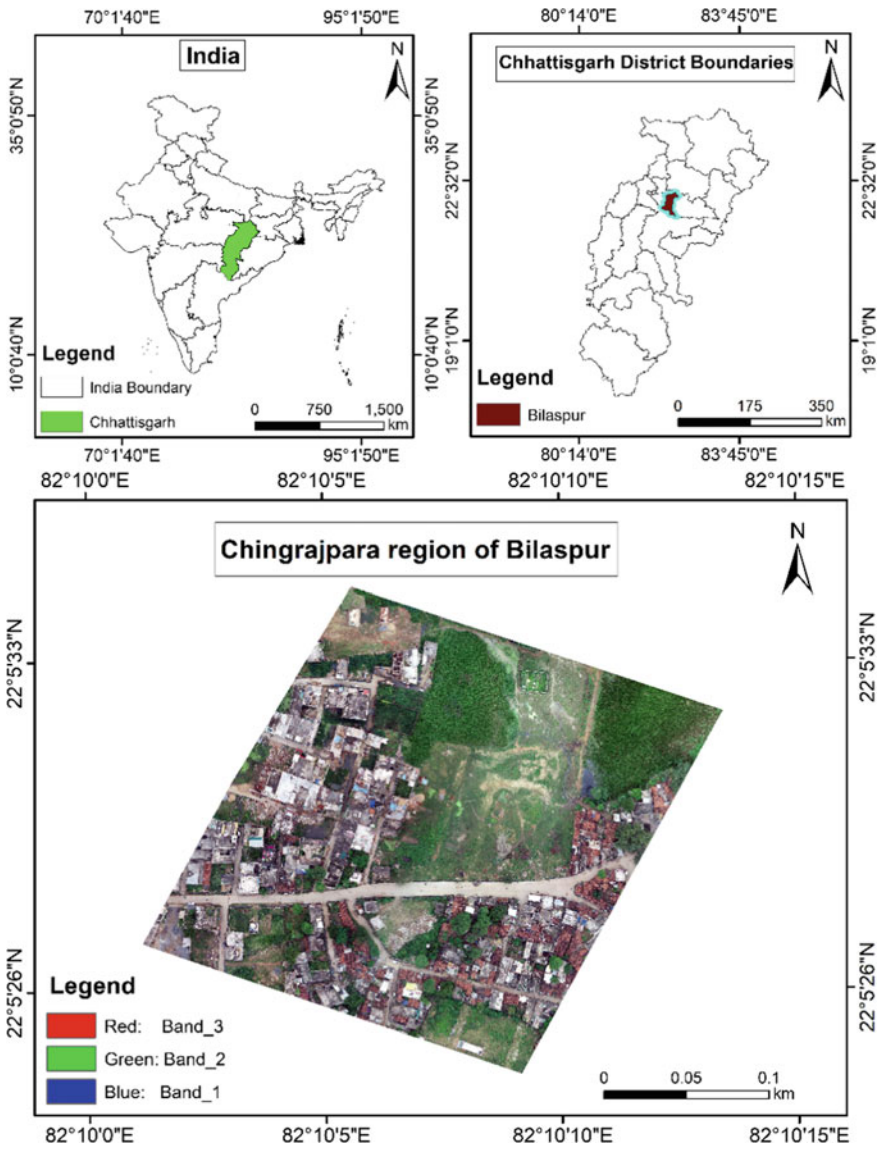 70°1'40"E 95°1'50"E
India
N
35°0'50"N 35°0'50"N
10°0'40"N 10°0'40"N
Legend
India Boundary
Chhattisgarh
0 750 1,500
km
70°1'40"E 95°1'50"E
80°14'0"E 83°45'0"E
Chhattisgarh District Boundaries
N
22°32'0"N 22°32'0"N
19°1'0"N 19°1'0"N
Legend
Bilaspur
0 175 350
km
80°14'0"E 83°45'0"E
82°10'0"E 82°10'5"E 82°10'10"E 82°10'15"E
Chingrajpara region of Bilaspur
N
22°5'33"N 22°5'33"N
22°5'26"N 22°5'26"N
Legend
Red: Band_3
Green: Band_2
Blue: Band_1
0 0.05 0.1
km
82°10'0"E 82°10'5"E 82°10'10"E 82°10'15"E